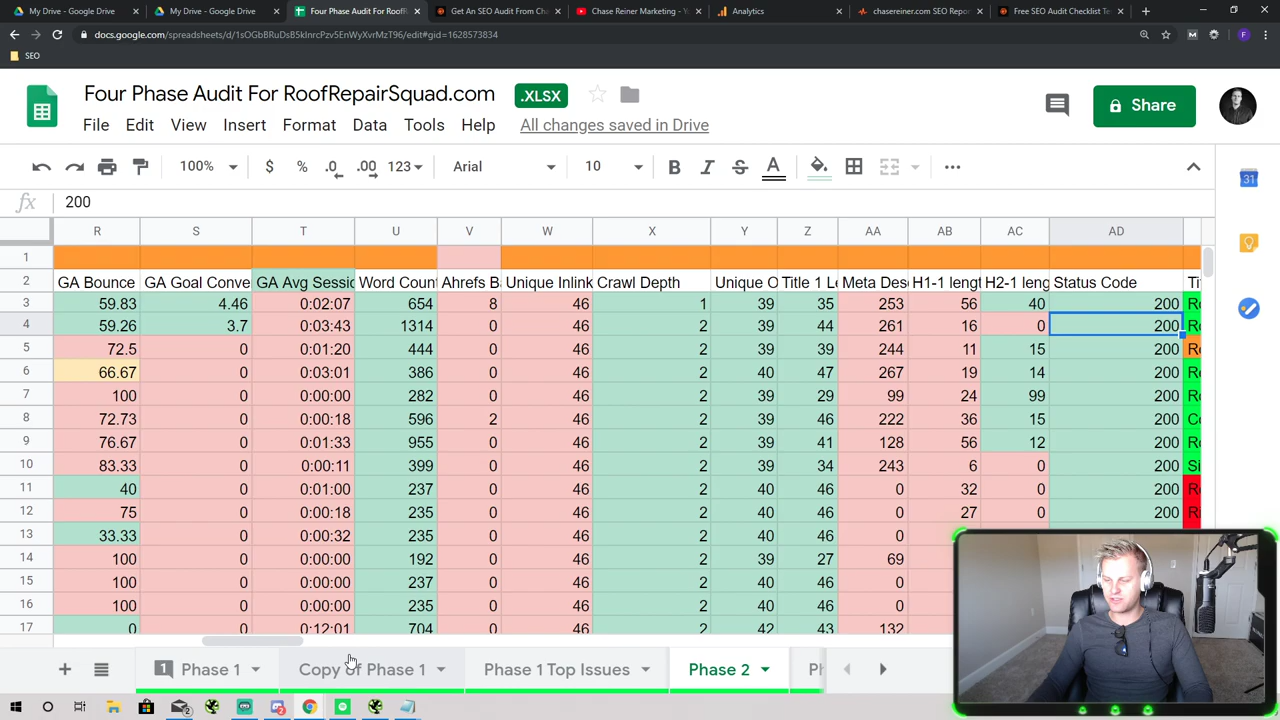 My Drive - Google Drive
My Drive - Google Drive
Four Phase Audit For RoofR
Get An SEO Audit From Ch
Chase Reiner Marketing - Y
Analytics
chasereiner.com SEO Repo
Free SEO Audit Checklist Te
docs.google.com/spreadsheets/d/1sOGbBRuDsB5kInrcPzv5EnWyXvrMzT96/edit#gid=1628573834
F
SEO
Four Phase Audit For RoofRepairSquad.com .XLSX
Share
File Edit View Insert Format Data Tools Help All changes saved in Drive
100% $ % .0 .00 123 Arial 10 B I S A
31
fx 200
R S T U V W X Y Z AA AB AC AD
1
2 GA Bounce GA Goal Conve GA Avg Sessi Word Coun Ahrefs B Unique Inlink Crawl Depth Unique O Title 1 Le Meta Des H1-1 length H2-1 leng Status Code Ti
3 59.83 4.46 0:02:07 654 8 46 1 39 35 253 56 40 200 Ro
4 59.26 3.7 0:03:43 1314 0 46 2 39 44 261 16 0 200 Ro
5 72.5 0 0:01:20 444 0 46 2 39 39 244 11 15 200 Ro
6 66.67 0 0:03:01 386 0 46 2 40 47 267 19 14 200 Ro
7 100 0 0:00:00 282 0 46 2 39 29 99 24 99 200 Ro
8 72.73 0 0:00:18 596 2 46 2 39 46 222 36 15 200 Co
9 76.67 0 0:01:33 955 0 46 2 39 41 128 56 12 200 Ro
10 83.33 0 0:00:11 399 0 46 2 39 34 243 6 0 200 Si
11 40 0 0:01:00 237 0 46 2 40 46 0 32 0 200 Ro
12 75 0 0:00:18 235 0 46 2 40 46 0 27 0 200 Ri
13 33.33 0 0:00:32 235 0 46 2 40 46 0
14 100 0 0:00:00 192 0 46 2 39 27 69
15 100 0 0:00:00 237 0 46 2 40 46 0
16 100 0 0:00:00 235 0 46 2 40 46 0
17 0 0 0:12:01 704 0 46 2 42 43 132
1 Phase 1 Copy of Phase 1 Phase 1 Top Issues Phase 2 Ph